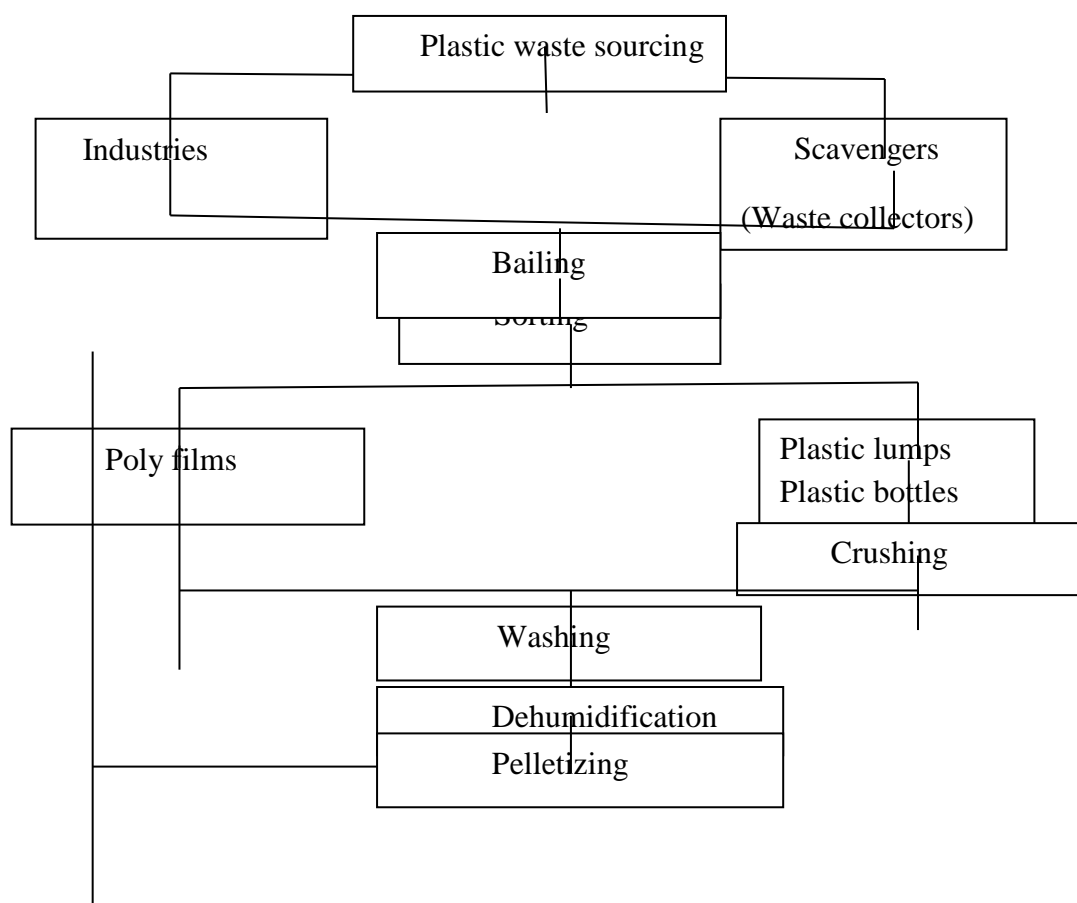 Plastic waste sourcing
Industries
Scavengers
(Waste collectors)
Bailing
Sorting
Poly films
Plastic lumps
Plastic bottles
Crushing
Washing
Dehumidification
Pelletizing